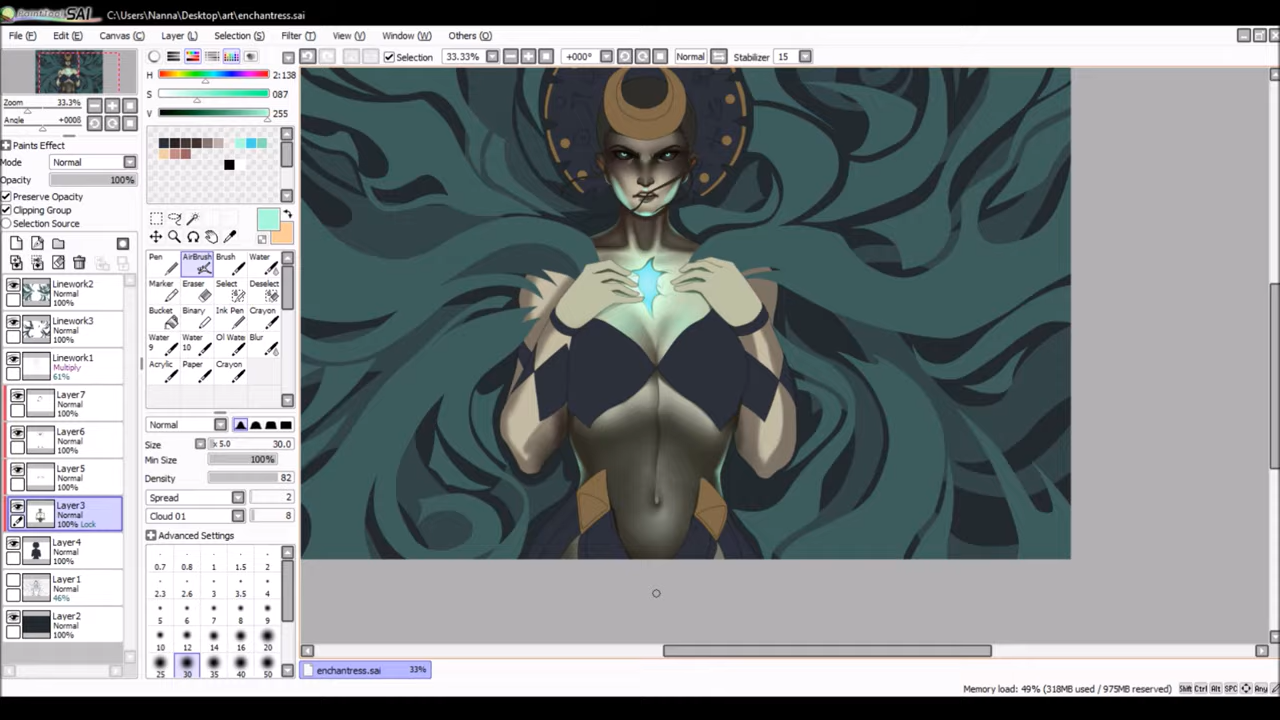 PaintTool SAI C:\Users\Nanna\Desktop\art\enchantress.sai
File (F) Edit (E) Canvas (C) Layer (L) Selection (S) Filter (T) View (V) Window (W) Others (O)
Selection 33.33% +000° Normal Stabilizer 15
Zoom 33.3%
Angle +000θ
Paints Effect
Mode Normal
Opacity 100%
Preserve Opacity
Clipping Group
Selection Source
Linework2
Normal
100%
Linework3
Normal
100%
Linework1
Multiply
61%
Layer7
Normal
100%
Layer6
Normal
100%
Layer5
Normal
100%
Layer3
Normal
100% Lock
Layer4
Normal
100%
Layer1
Normal
46%
Layer2
Normal
100%
H 2:138
S 087
V 255
Pen AirBrush Brush Water
Marker Eraser Select Deselect
Bucket Binary Ink Pen Crayon
Water 9 Water 10 Ol Wate Blur
Acrylic Paper Crayon
Normal
Size x 5.0 30.0
Min Size 100%
Density 82
Spread 2
Cloud 01 8
Advanced Settings
0.7 0.8 1 1.5 2
2.3 2.6 3 3.5 4
5 6 7 8 9
10 12 14 16 20
25 30 35 40 50
enchantress.sai 33%
Memory load: 49% (318MB used / 975MB reserved) Shift Ctrl Alt SPC Any